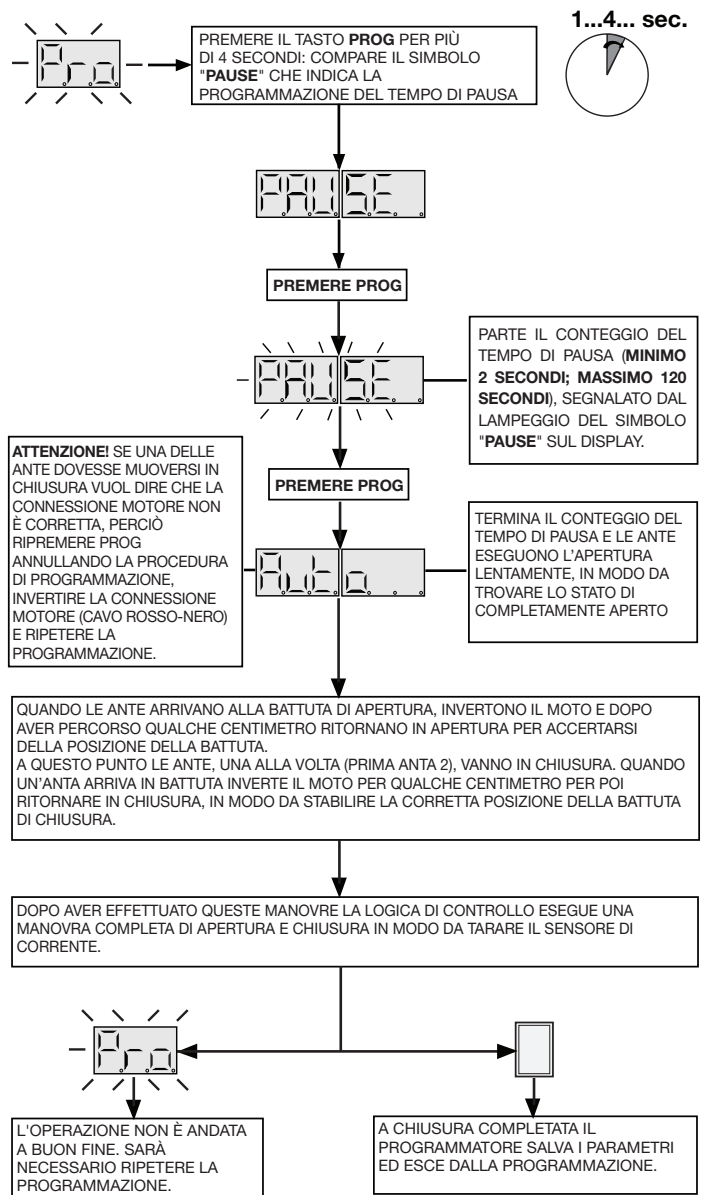 1...4... sec.
Pro
PREMERE IL TASTO PROG PER PIÙ
DI 4 SECONDI: COMPARE IL SIMBOLO
"PAUSE" CHE INDICA LA
PROGRAMMAZIONE DEL TEMPO DI PAUSA
PAUSE
PREMERE PROG
PAUSE
PARTE IL CONTEGGIO DEL
TEMPO DI PAUSA (MINIMO
2 SECONDI; MASSIMO 120
SECONDI), SEGNALATO DAL
LAMPEGGIO DEL SIMBOLO
"PAUSE" SUL DISPLAY.
ATTENZIONE! SE UNA DELLE
ANTE DOVESSE MUOVERSI IN
CHIUSURA VUOL DIRE CHE LA
CONNESSIONE MOTORE NON
È CORRETTA, PERCIÒ
RIPREMERE PROG
ANNULLANDO LA PROCEDURA
DI PROGRAMMAZIONE,
INVERTIRE LA CONNESSIONE
MOTORE (CAVO ROSSO-NERO)
E RIPETERE LA
PROGRAMMAZIONE.
PREMERE PROG
Auto
TERMINA IL CONTEGGIO DEL
TEMPO DI PAUSA E LE ANTE
ESEGUONO L'APERTURA
LENTAMENTE, IN MODO DA
TROVARE LO STATO DI
COMPLETAMENTE APERTO
QUANDO LE ANTE ARRIVANO ALLA BATTUTA DI APERTURA, INVERTONO IL MOTO E DOPO
AVER PERCORSO QUALCHE CENTIMETRO RITORNANO IN APERTURA PER ACCERTARSI
DELLA POSIZIONE DELLA BATTUTA.
A QUESTO PUNTO LE ANTE, UNA ALLA VOLTA (PRIMA ANTA 2), VANNO IN CHIUSURA. QUANDO
UN'ANTA ARRIVA IN BATTUTA INVERTE IL MOTO PER QUALCHE CENTIMETRO PER POI
RITORNARE IN CHIUSURA, IN MODO DA STABILIRE LA CORRETTA POSIZIONE DELLA BATTUTA
DI CHIUSURA.
DOPO AVER EFFETTUATO QUESTE MANOVRE LA LOGICA DI CONTROLLO ESEGUE UNA
MANOVRA COMPLETA DI APERTURA E CHIUSURA IN MODO DA TARARE IL SENSORE DI
CORRENTE.
Pro
L'OPERAZIONE NON È ANDATA
A BUON FINE. SARÀ
NECESSARIO RIPETERE LA
PROGRAMMAZIONE.
A CHIUSURA COMPLETATA IL
PROGRAMMATORE SALVA I PARAMETRI
ED ESCE DALLA PROGRAMMAZIONE.